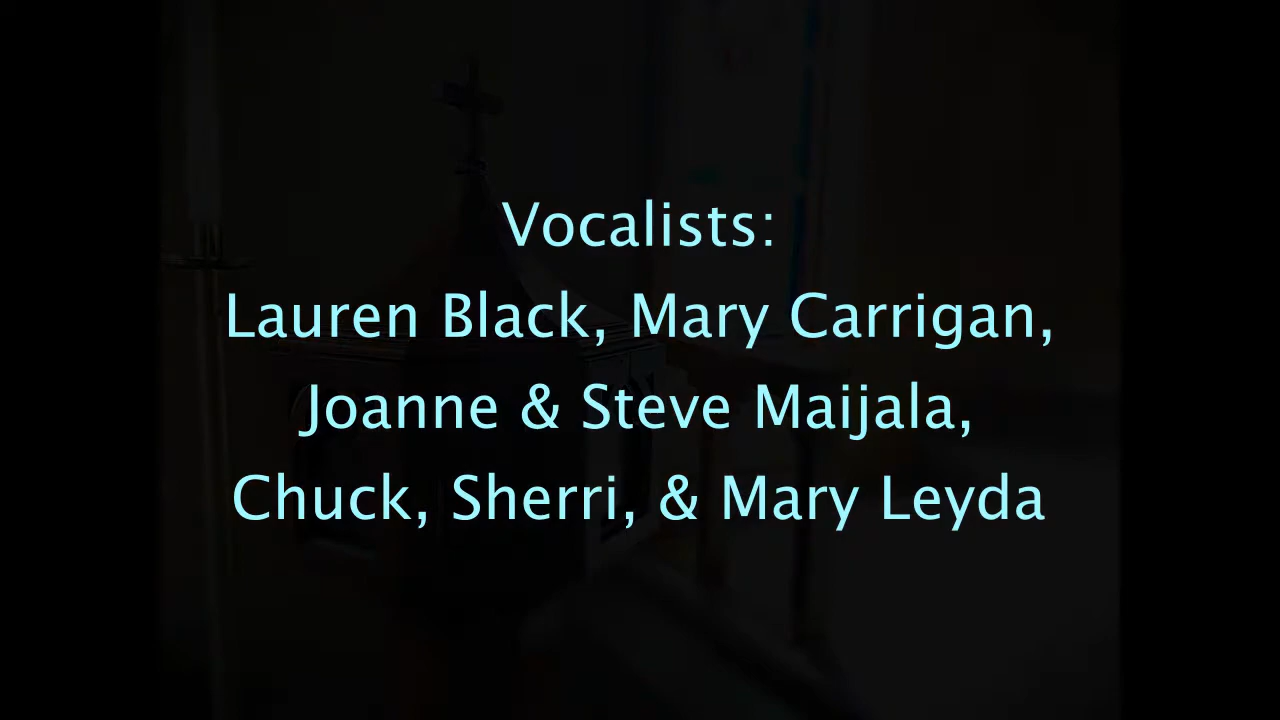 Vocalists:
Lauren Black, Mary Carrigan,
Joanne & Steve Maijala,
Chuck, Sherri, & Mary Leyda